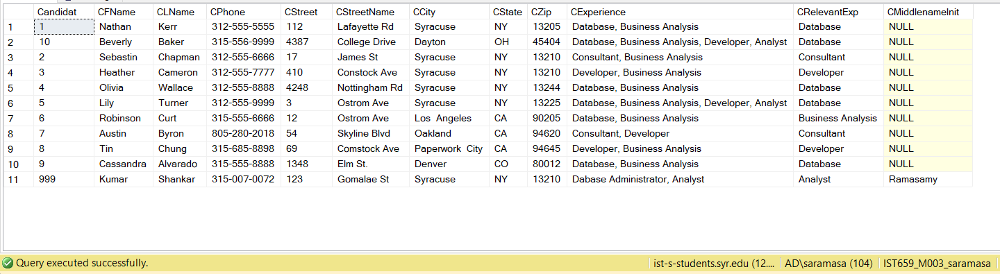 Candidat CFName CLName CPhone CStreet CStreetName CCity CState CZip CExperience CRelevantExp CMiddlenameInit
1 1 Nathan Kerr 312-555-5555 112 Lafayette Rd Syracuse NY 13205 Database, Business Analysis Database NULL
2 10 Beverly Baker 315-556-9999 4387 College Drive Dayton OH 45404 Database, Business Analysis, Developer, Analyst Database NULL
3 2 Sebastin Chapman 312-555-6666 17 James St Syracuse NY 13210 Consultant, Business Analysis Consultant NULL
4 3 Heather Cameron 312-555-7777 410 Constock Ave Syracuse NY 13210 Developer, Business Analysis Developer NULL
5 4 Olivia Wallace 312-555-8888 4248 Nottingham Rd Syracuse NY 13244 Database, Business Analysis Database NULL
6 5 Lily Turner 312-555-9999 3 Ostrom Ave Syracuse NY 13225 Database, Business Analysis, Developer, Analyst Database NULL
7 6 Robinson Curt 315-555-6666 12 Ostrom Ave Los Angeles CA 90205 Database, Business Analysis Business Analysis NULL
8 7 Austin Byron 805-280-2018 54 Skyline Blvd Oakland CA 94620 Consultant, Developer Consultant NULL
9 8 Tin Chung 315-685-8898 69 Comstock Ave Paperwork City CA 94645 Developer, Business Analysis Developer NULL
10 9 Cassandra Alvarado 315-555-8888 1348 Elm St. Denver CO 80012 Database, Business Analysis Database NULL
11 999 Kumar Shankar 315-007-0072 123 Gomalae St Syracuse NY 13210 Dabase Administrator, Analyst Analyst Ramasamy
Query executed successfully. ist-s-students.syr.edu (12.... AD\saramasa (104) IST659_M003_saramasa